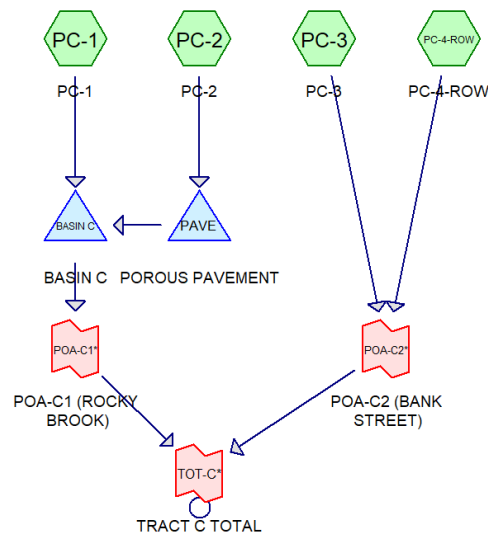 PC-1
PC-2
PC-3
PC-4-ROW
PC-1
PC-2
PC-3
PC-4-ROW
BASIN C
PAVE
BASIN C
POROUS PAVEMENT
POA-C1*
POA-C2*
POA-C1 (ROCKY
BROOK)
POA-C2 (BANK
STREET)
TOT-C*
TRACT C TOTAL